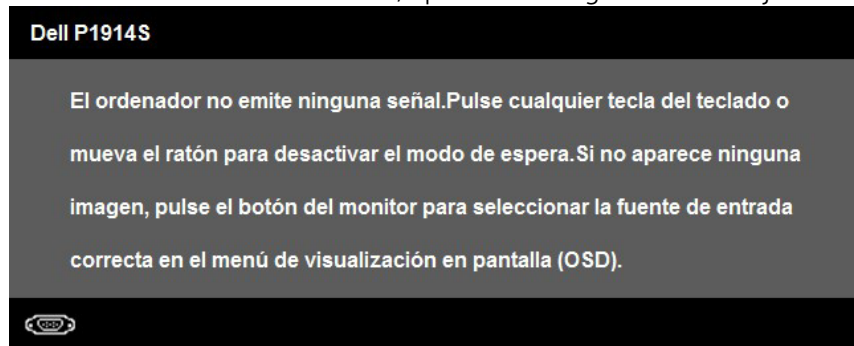 Dell P1914S
El ordenador no emite ninguna señal.Pulse cualquier tecla del teclado o
mueva el ratón para desactivar el modo de espera.Si no aparece ninguna
imagen, pulse el botón del monitor para seleccionar la fuente de entrada
correcta en el menú de visualización en pantalla (OSD).